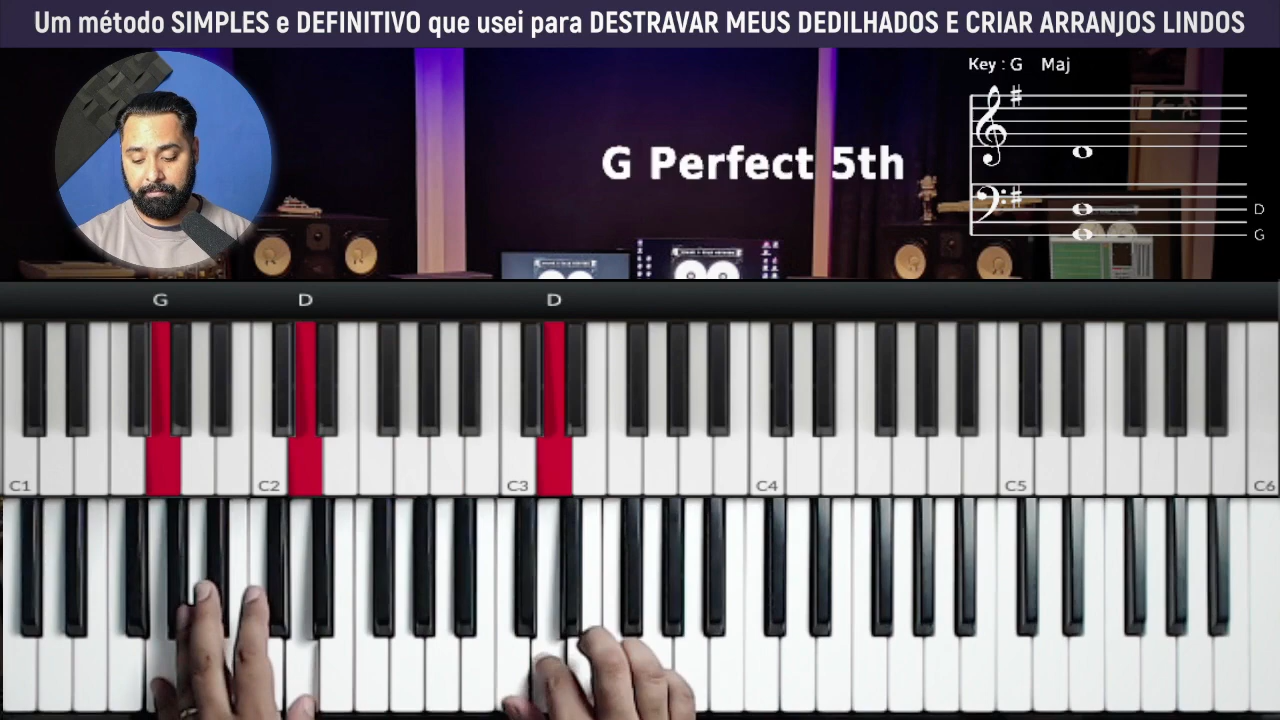 Um método SIMPLES e DEFINITIVO que usei para DESTRAVAR MEUS DEDILHADOS E CRIAR ARRANJOS LINDOS
Key : G Maj
G Perfect 5th
D
G
G D D
C1 C2 C3 C4 C5 C6